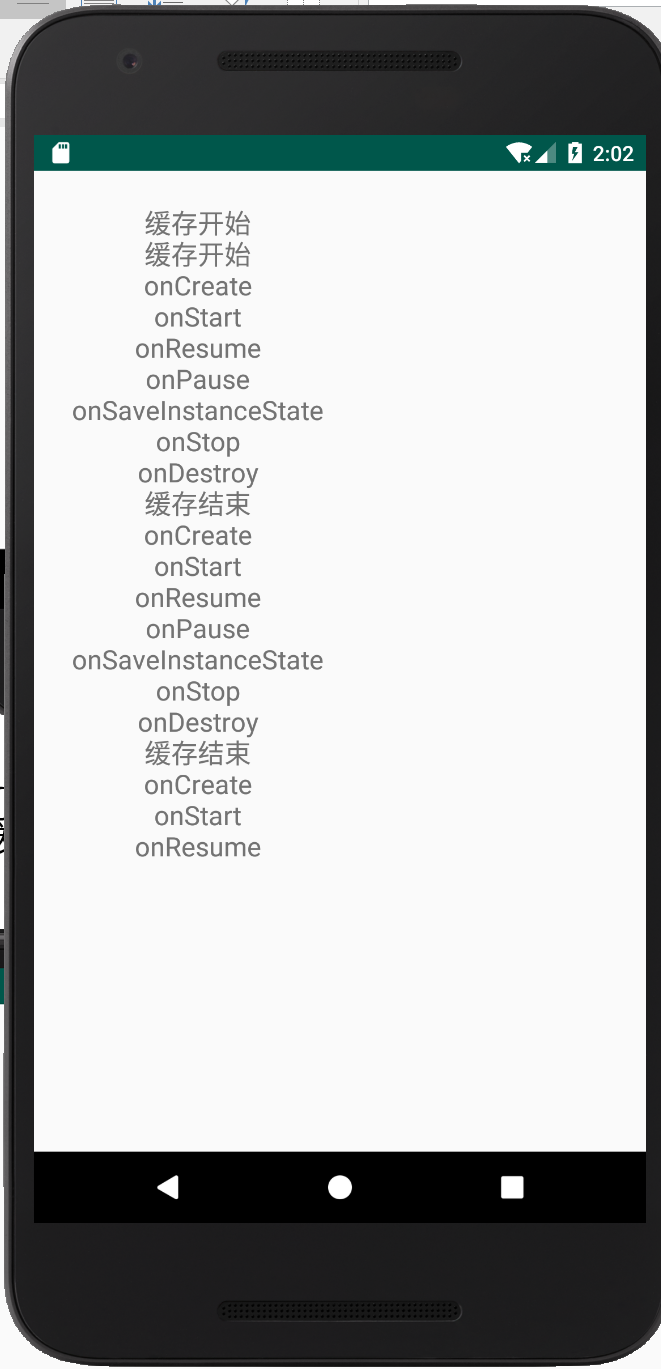 2:02
缓存开始
缓存开始
onCreate
onStart
onResume
onPause
onSaveInstanceState
onStop
onDestroy
缓存结束
onCreate
onStart
onResume
onPause
onSaveInstanceState
onStop
onDestroy
缓存结束
onCreate
onStart
onResume